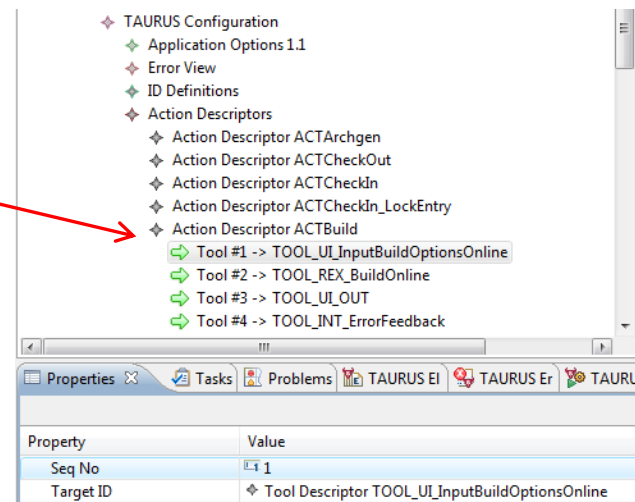 TAURUS Configuration
Application Options 1.1
Error View
ID Definitions
Action Descriptors
Action Descriptor ACTArchgen
Action Descriptor ACTCheckOut
Action Descriptor ACTCheckIn
Action Descriptor ACTCheckIn_LockEntry
Action Descriptor ACTBuild
Tool #1 -> TOOL_UI_InputBuildOptionsOnline
Tool #2 -> TOOL_REX_BuildOnline
Tool #3 -> TOOL_UI_OUT
Tool #4 -> TOOL_INT_ErrorFeedback
Properties Tasks Problems TAURUS El TAURUS Er TAURU
Property Value
Seq No 1
Target ID Tool Descriptor TOOL_UI_InputBuildOptionsOnline